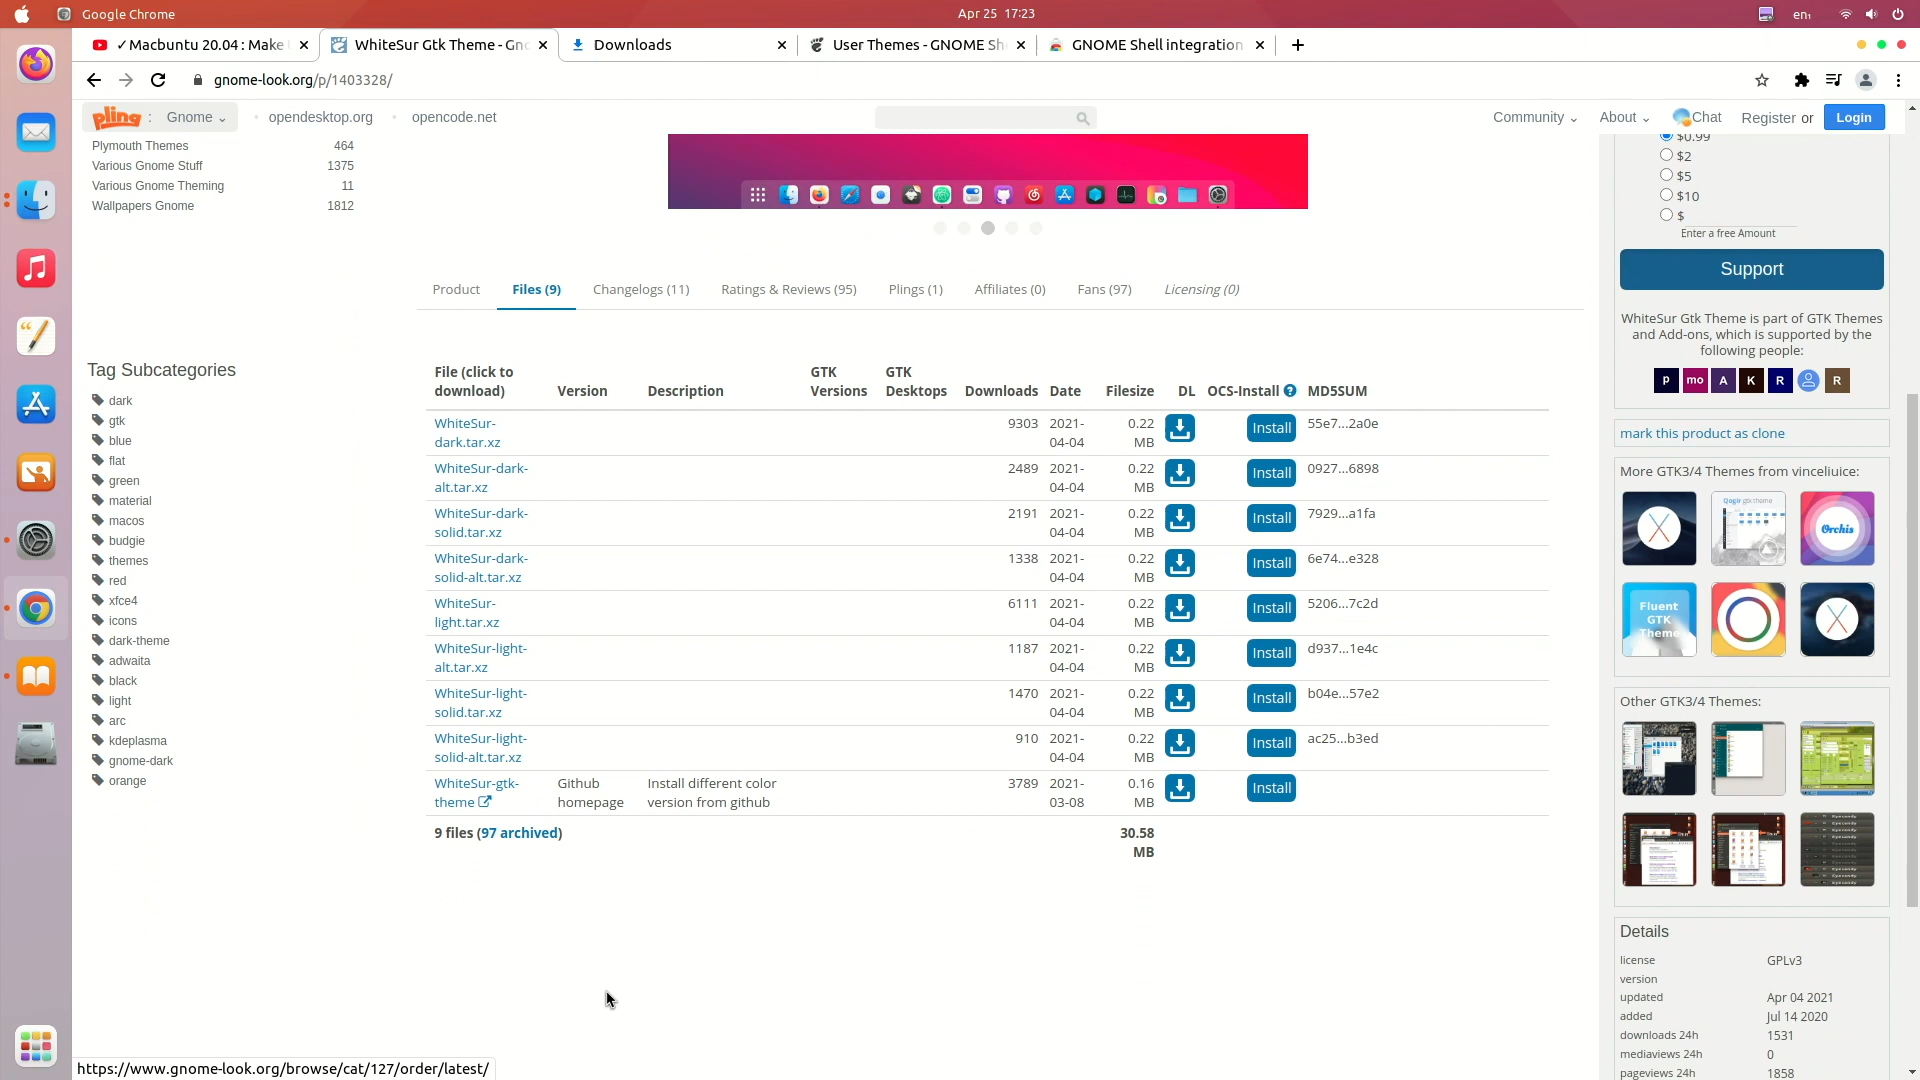 Google Chrome
Apr 25 17:23
en₁
✓Macbuntu 20.04 : Make
WhiteSur Gtk Theme - Gno
Downloads
User Themes - GNOME Sh
GNOME Shell integration
gnome-look.org/p/1403328/
pling : Gnome
opendesktop.org
opencode.net
Community
About
Chat
Register or
Login
Plymouth Themes 464
Various Gnome Stuff 1375
Various Gnome Theming 11
Wallpapers Gnome 1812
Tag Subcategories
dark
gtk
blue
flat
green
material
macos
budgie
themes
red
xfce4
icons
dark-theme
adwaita
black
light
arc
kdeplasma
gnome-dark
orange
Product Files (9) Changelogs (11) Ratings & Reviews (95) Plings (1) Affiliates (0) Fans (97) Licensing (0)
File (click to download) Version Description GTK Versions GTK Desktops Downloads Date Filesize DL OCS-Install ? MD5SUM
WhiteSur- 9303 2021- 0.22 Install 55e7...2a0e
dark.tar.xz 04-04 MB
WhiteSur-dark- 2489 2021- 0.22 Install 0927...6898
alt.tar.xz 04-04 MB
WhiteSur-dark- 2191 2021- 0.22 Install 7929...a1fa
solid.tar.xz 04-04 MB
WhiteSur-dark- 1338 2021- 0.22 Install 6e74...e328
solid-alt.tar.xz 04-04 MB
WhiteSur- 6111 2021- 0.22 Install 5206...7c2d
light.tar.xz 04-04 MB
WhiteSur-light- 1187 2021- 0.22 Install d937...1e4c
alt.tar.xz 04-04 MB
WhiteSur-light- 1470 2021- 0.22 Install b04e...57e2
solid.tar.xz 04-04 MB
WhiteSur-light- 910 2021- 0.22 Install ac25...b3ed
solid-alt.tar.xz 04-04 MB
WhiteSur-gtk- Github Install different color 3789 2021- 0.16 Install
theme homepage version from github 03-08 MB
9 files (97 archived) 30.58
MB
$0.99
$2
$5
$10
$
Enter a free Amount
Support
WhiteSur Gtk Theme is part of GTK Themes
and Add-ons, which is supported by the
following people:
p mo A K R R
mark this product as clone
More GTK3/4 Themes from vinceliuice:
Qogir gtk theme
Orchis
Fluent
GTK
Theme
Other GTK3/4 Themes:
Details
license GPLv3
version
updated Apr 04 2021
added Jul 14 2020
downloads 24h 1531
mediaviews 24h 0
pageviews 24h 1858
https://www.gnome-look.org/browse/cat/127/order/latest/